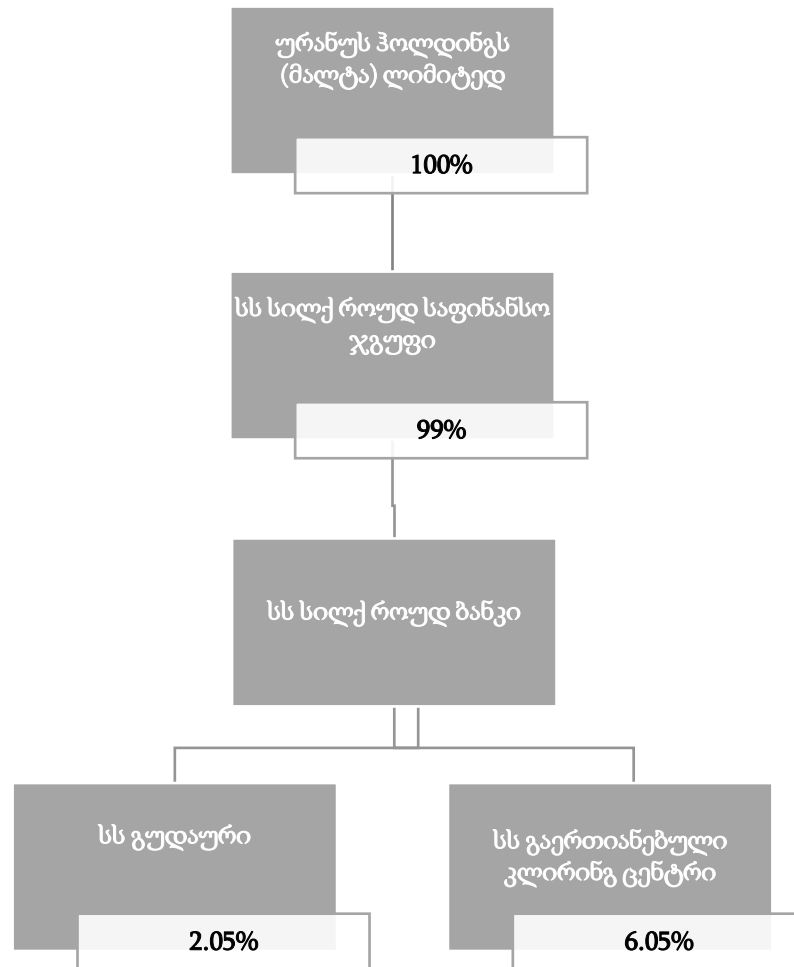 ურანუს ჰოლდინგს
(მალტა) ლიმიტედ
100%
სს სილქ როუდ საფინანსო
ჯგუფი
99%
სს სილქ როუდ ბანკი
სს გუდაური
2.05%
სს გაერთიანებული
კლირინგ ცენტრი
6.05%